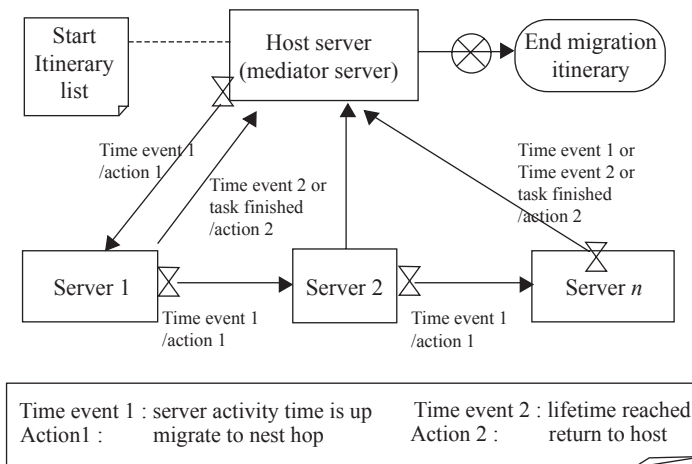 Start
Itinerary
list
Host server
(mediator server)
End migration
itinerary
Time event 1
/action 1
Time event 2 or
task finished
/action 2
Time event 1 or
Time event 2 or
task finished
/action 2
Server 1
Server 2
Server n
Time event 1
/action 1
Time event 1
/action 1
Time event 1 : server activity time is up
Action1 : migrate to nest hop
Time event 2 : lifetime reached
Action 2 : return to host